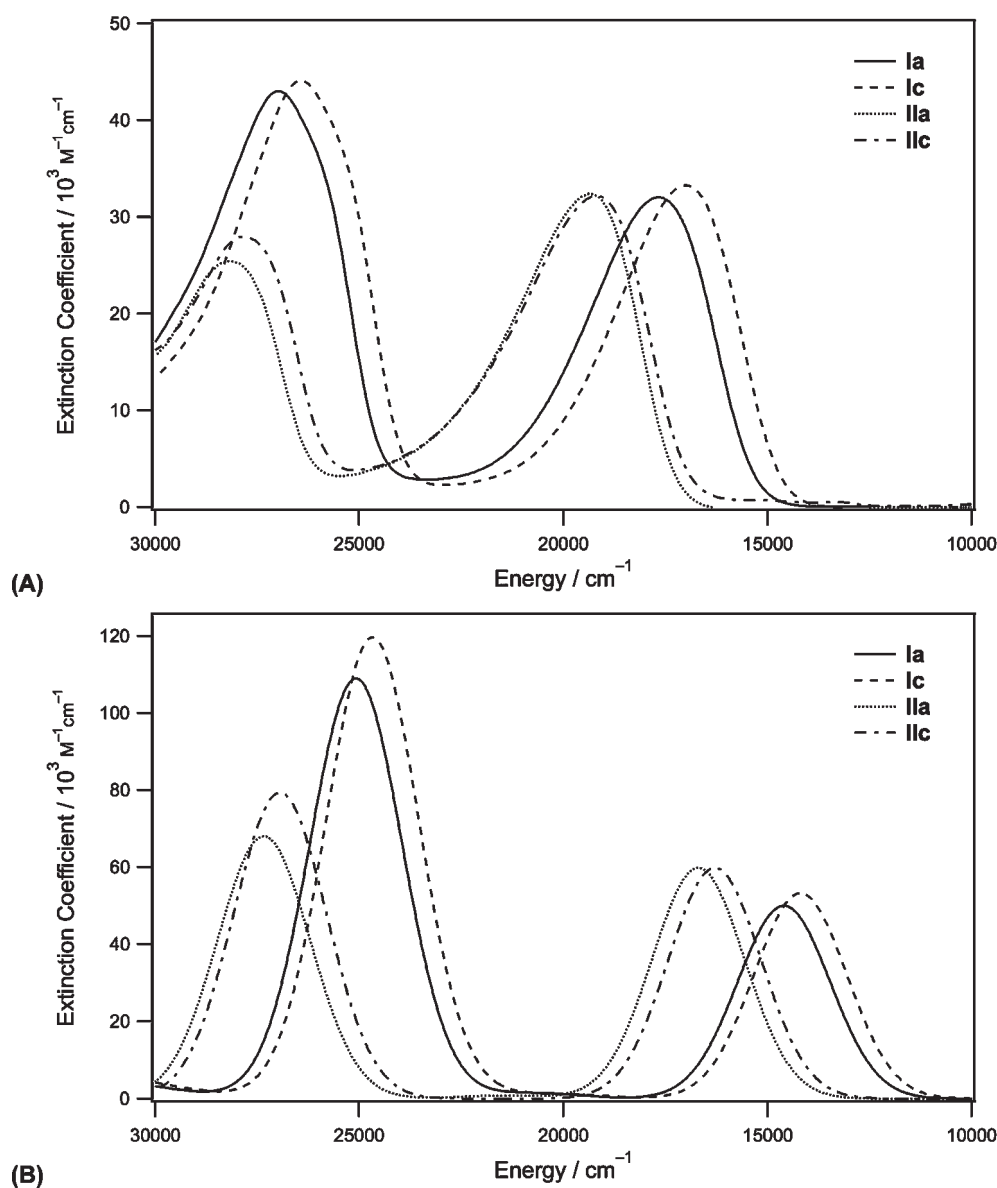 50
40
30
20
10
0
Extinction Coefficient / 10³ M⁻¹cm⁻¹
Ia
Ic
IIa
IIc
30000 25000 20000 15000 10000
Energy / cm⁻¹
(A)
120
100
80
60
40
20
0
Extinction Coefficient / 10³ M⁻¹cm⁻¹
Ia
Ic
IIa
IIc
30000 25000 20000 15000 10000
Energy / cm⁻¹
(B)